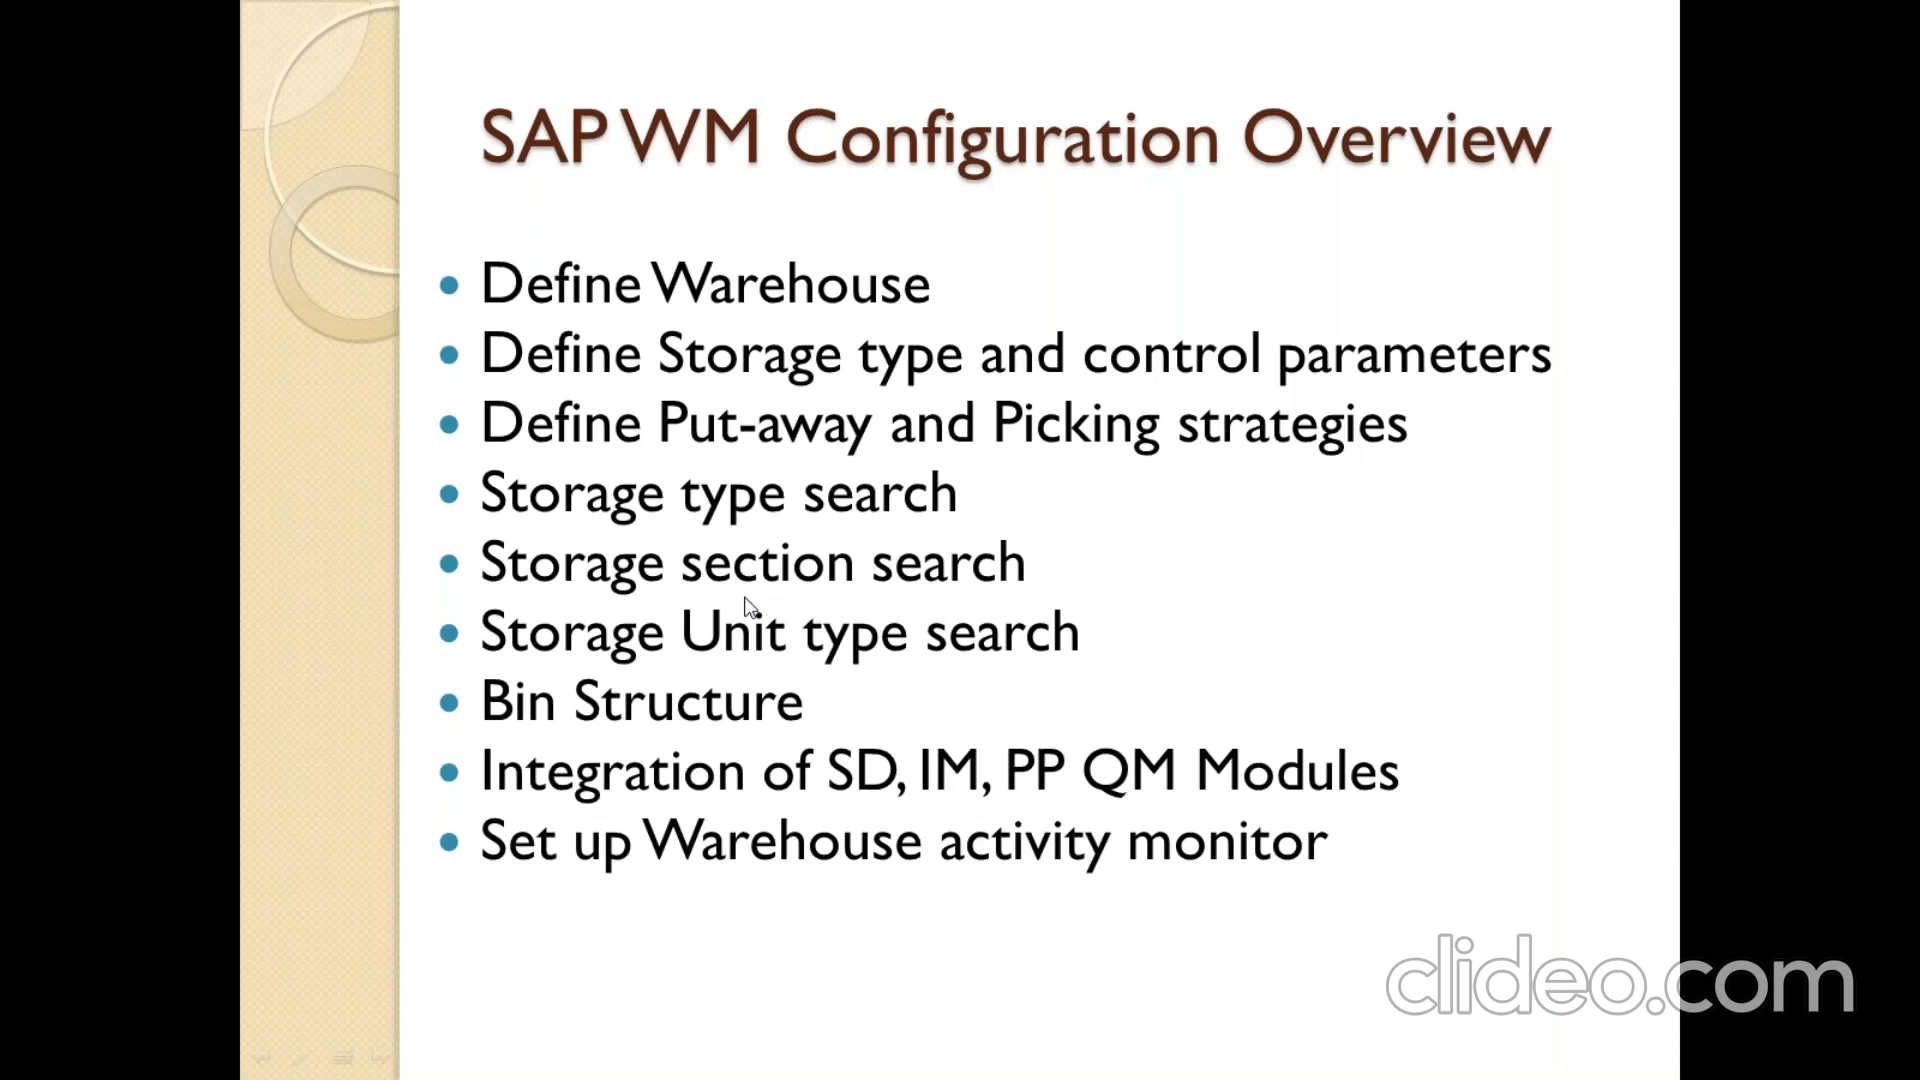 SAP WM Configuration Overview
• Define Warehouse
• Define Storage type and control parameters
• Define Put-away and Picking strategies
• Storage type search
• Storage section search
• Storage Unit type search
• Bin Structure
• Integration of SD, IM, PP QM Modules
• Set up Warehouse activity monitor
clideo.com